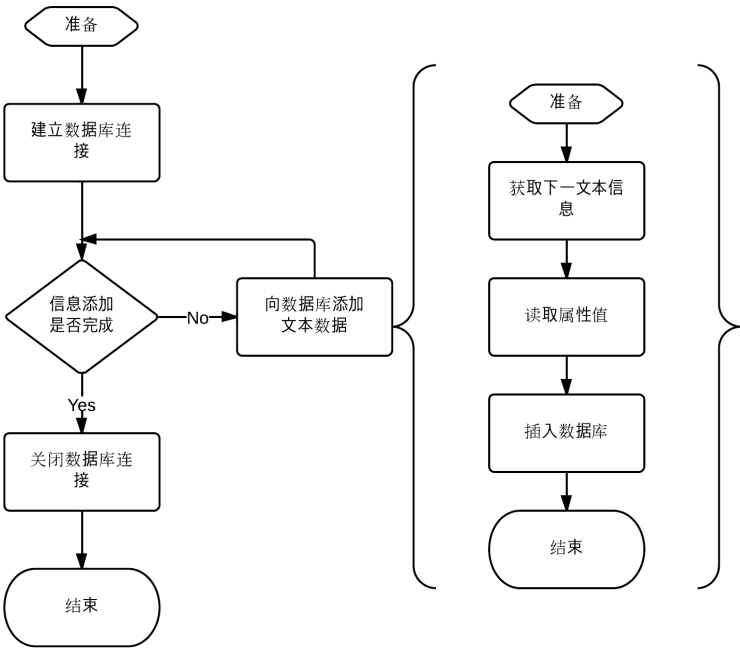 准备
建立数据库连
接
信息添加
是否完成
No
向数据库添加
文本数据
Yes
关闭数据库连
接
结束
准备
获取下一文本信
息
读取属性值
插入数据库
结束